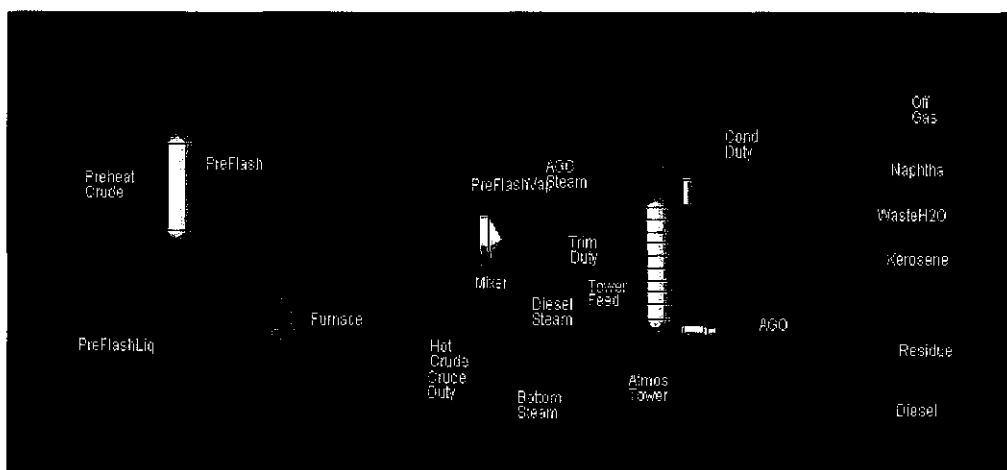 Off
Gas
Cond
Duty
PreFlash
Preheat
Crude
AGO
Steam
PreFlashVap
Naphtha
WasteH2O
Trim
Duty
Kerosene
Mixer
Tower
Feed
Diesel
Steam
Furnace
AGO
PreFlashLiq
Hot
Crude
Crude
Duty
Residue
Atmos
Tower
Bottom
Steam
Diesel